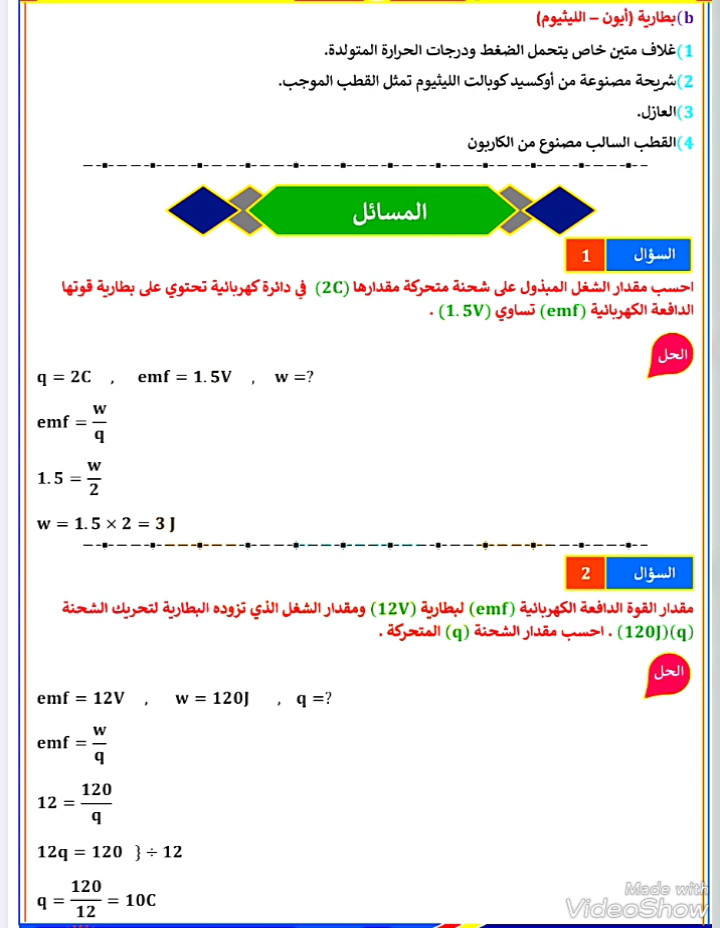 b)بطارية (أيون – الليثيوم)
1)غلاف متين خاص يتحمل الضغط ودرجات الحرارة المتولدة.
2)شريحة مصنوعة من أوكسيد كوبالت الليثيوم تمثل القطب الموجب.
3)العازل.
4)القطب السالب مصنوع من الكاربون
المسائل
السؤال 1
احسب مقدار الشغل المبذول على شحنة متحركة مقدارها (2C) في دائرة كهربائية تحتوي على بطارية قوتها
الدافعة الكهربائية (emf) تساوي (1.5V) .
الحل
q = 2C , emf = 1.5V , w =?
emf = w/q
1.5 = w/2
w = 1.5 × 2 = 3 J
السؤال 2
مقدار القوة الدافعة الكهربائية (emf) لبطارية (12V) ومقدار الشغل الذي تزوده البطارية لتحريك الشحنة
(q)(120J) . احسب مقدار الشحنة (q) المتحركة .
الحل
emf = 12V , w = 120J , q =?
emf = w/q
12 = 120/q
12q = 120 } ÷ 12
q = 120/12 = 10C
Made with
VideoShow